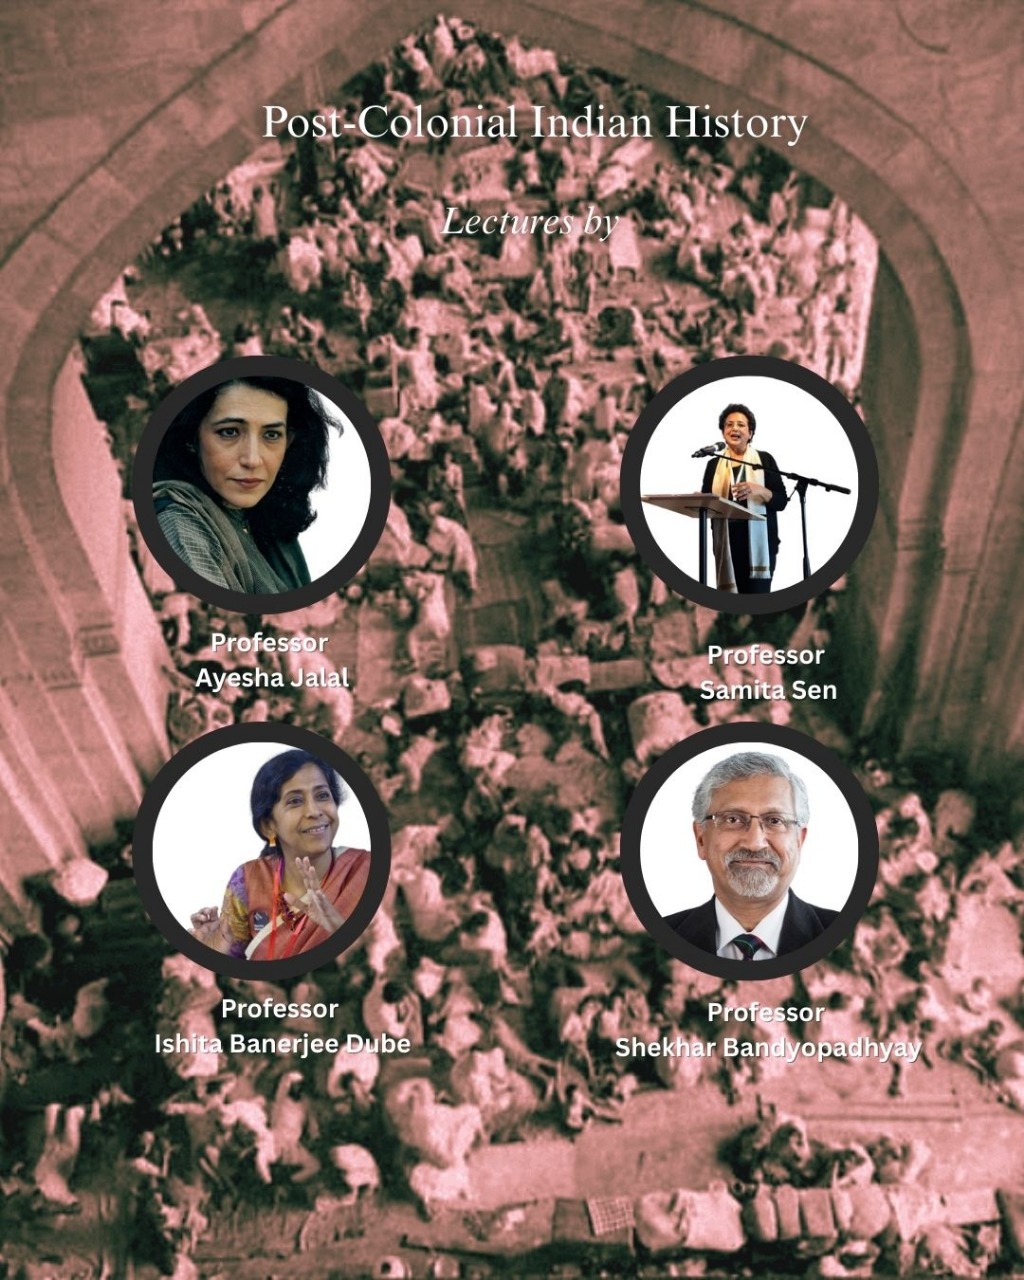 Post-Colonial Indian History
Lectures by
Professor
Ayesha Jalal
Professor
Samita Sen
Professor
Ishita Banerjee Dube
Professor
Shekhar Bandyopadhyay